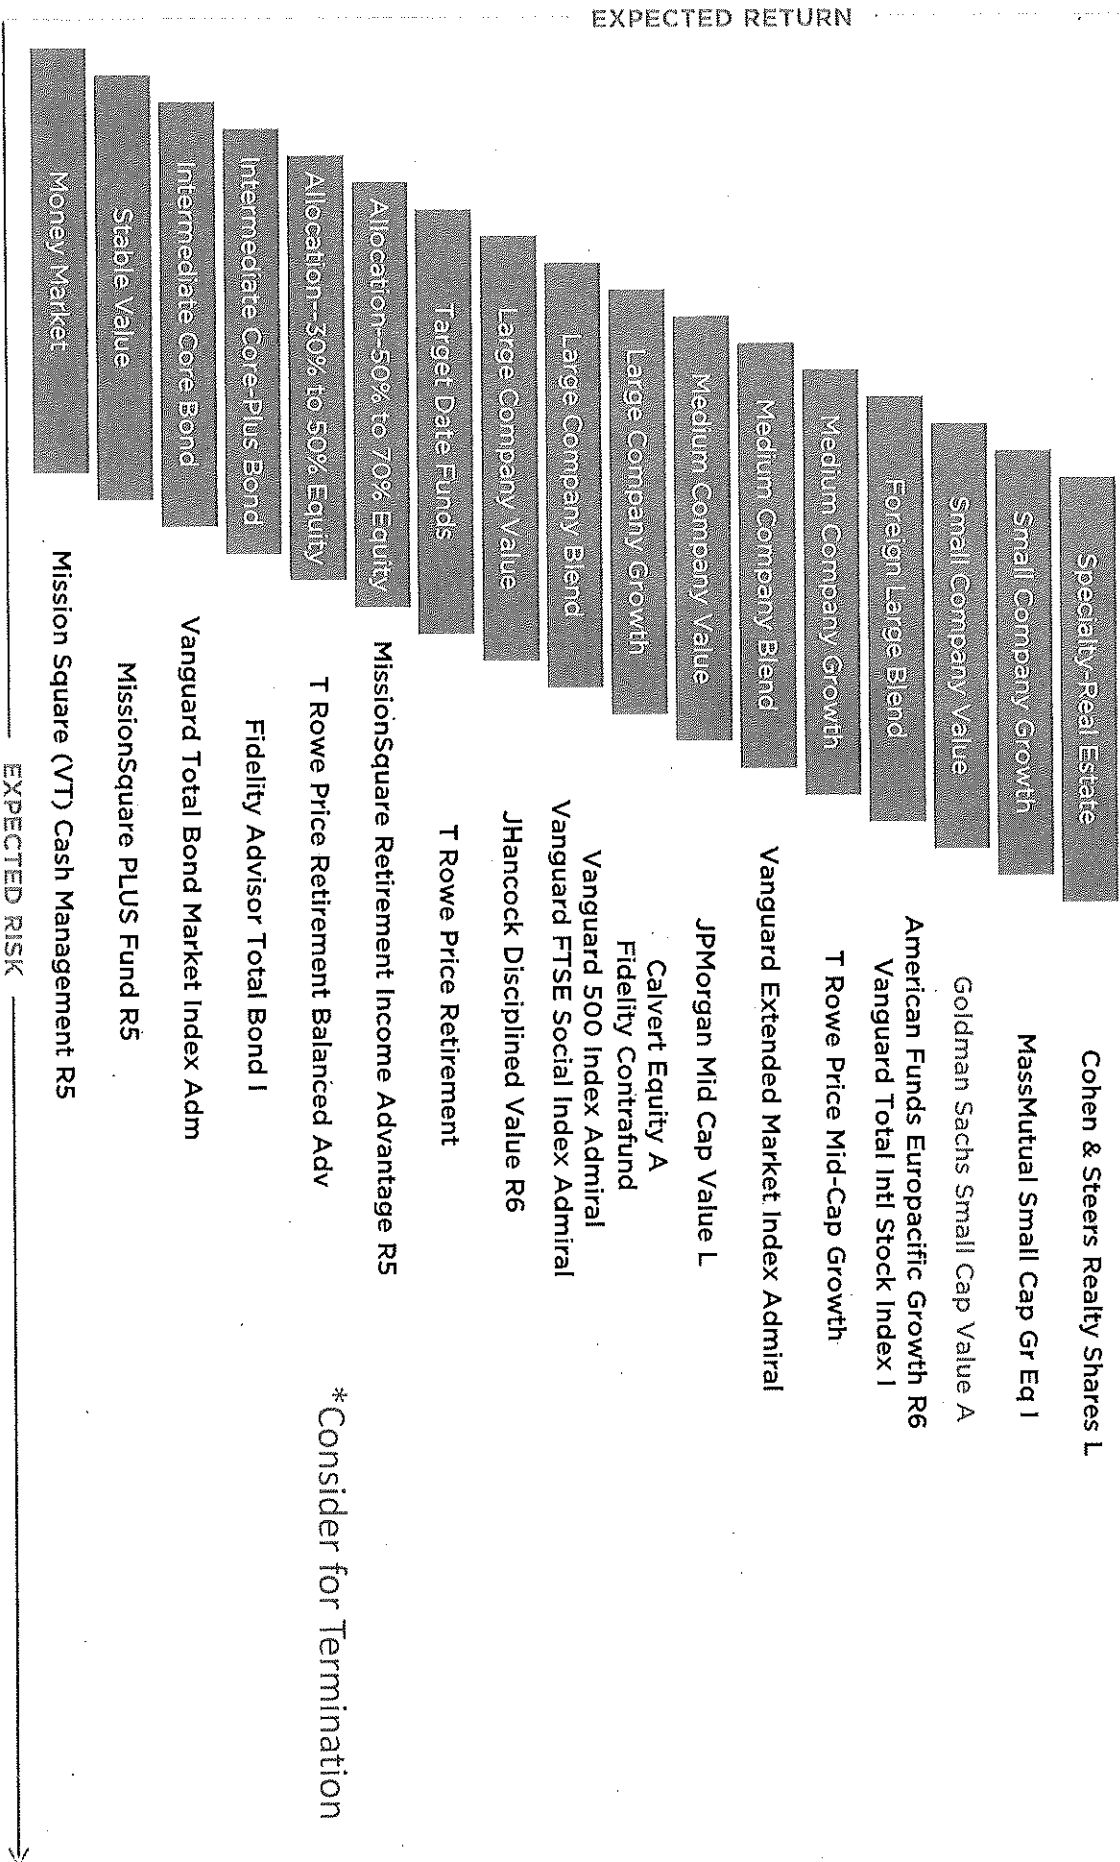 EXPECTED RETURN
Specialty-Real Estate
Cohen & Steers Realty Shares L
Small Company Growth
MassMutual Small Cap Gr Eq I
Small Company Value
Goldman Sachs Small Cap Value A
Foreign Large Blend
American Funds Europacific Growth R6
Vanguard Total Intl Stock Index I
Medium Company Growth
T Rowe Price Mid-Cap Growth
Medium Company Blend
Vanguard Extended Market Index Admiral
Medium Company Value
JPMorgan Mid Cap Value L
Large Company Growth
Calvert Equity A
Fidelity Contrafund
Large Company Blend
Vanguard 500 Index Admiral
Vanguard FTSE Social Index Admiral
Large Company Value
JHancock Disciplined Value R6
Target Date Funds
T Rowe Price Retirement
Allocation--50% to 70% Equity
MissionSquare Retirement Income Advantage R5
Allocation--30% to 50% Equity
T Rowe Price Retirement Balanced Adv
*Consider for Termination
Intermediate Core-Plus Bond
Fidelity Advisor Total Bond I
Intermediate Core Bond
Vanguard Total Bond Market Index Adm
Stable Value
MissionSquare PLUS Fund R5
Money Market
Mission Square (VT) Cash Management R5
EXPECTED RISK